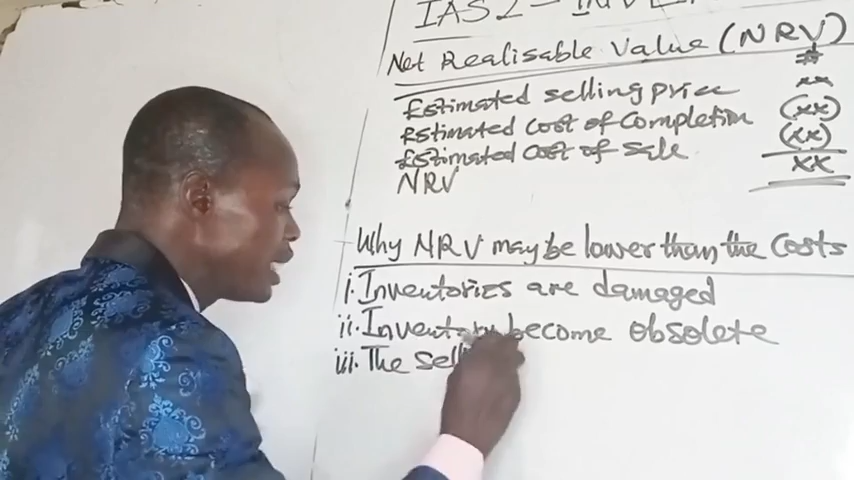 IAS 2 - INVE
Net Realisable Value (NRV)
#
Estimated selling price xx
Estimated cost of completion (xx)
Estimated cost of sale (xx)
NRV xx
Why NRV may be lower than the costs
i. Inventories are damaged
ii. Inventory become obsolete
iii. The sell